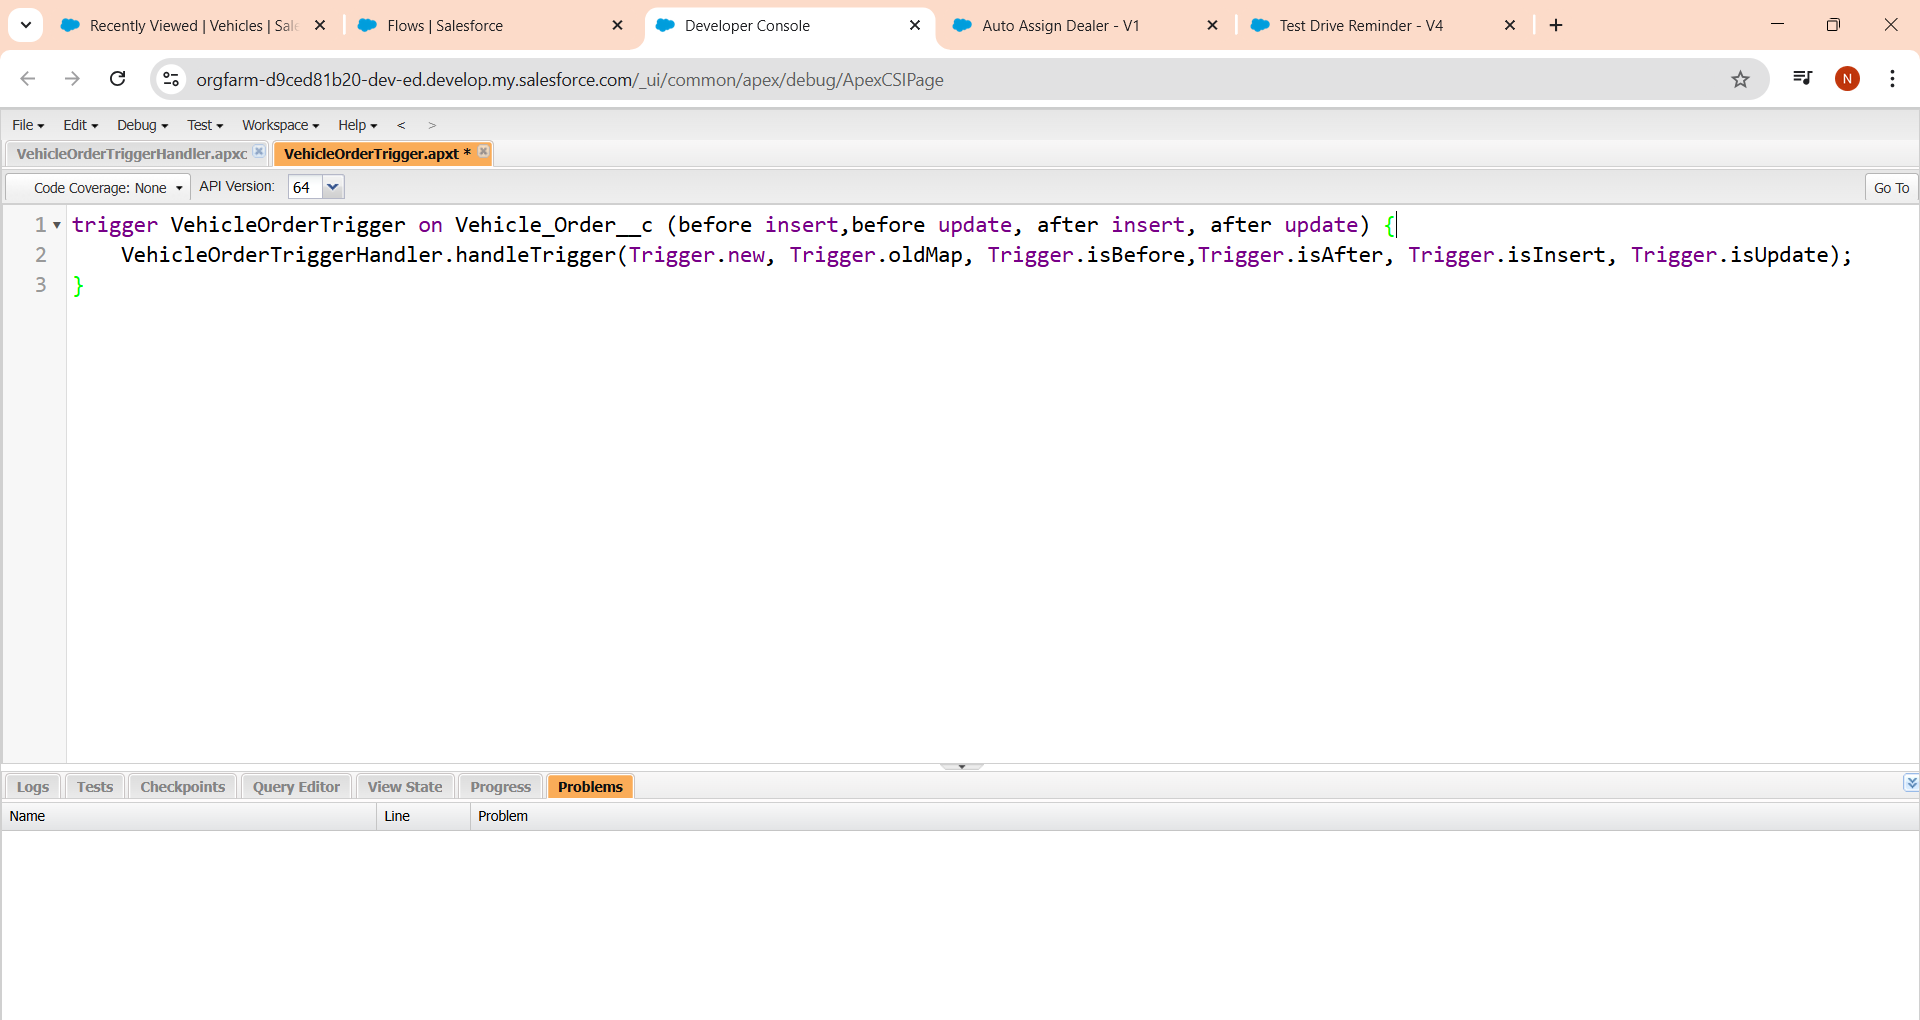 Recently Viewed | Vehicles | Sale
Flows | Salesforce
Developer Console
Auto Assign Dealer - V1
Test Drive Reminder - V4
orgfarm-d9ced81b20-dev-ed.develop.my.salesforce.com/_ui/common/apex/debug/ApexCSIPage
N
File Edit Debug Test Workspace Help < >
VehicleOrderTriggerHandler.apxc VehicleOrderTrigger.apxt *
Code Coverage: None API Version: 64 Go To
1 trigger VehicleOrderTrigger on Vehicle_Order__c (before insert,before update, after insert, after update) {
2 VehicleOrderTriggerHandler.handleTrigger(Trigger.new, Trigger.oldMap, Trigger.isBefore,Trigger.isAfter, Trigger.isInsert, Trigger.isUpdate);
3 }
Logs Tests Checkpoints Query Editor View State Progress Problems
Name Line Problem